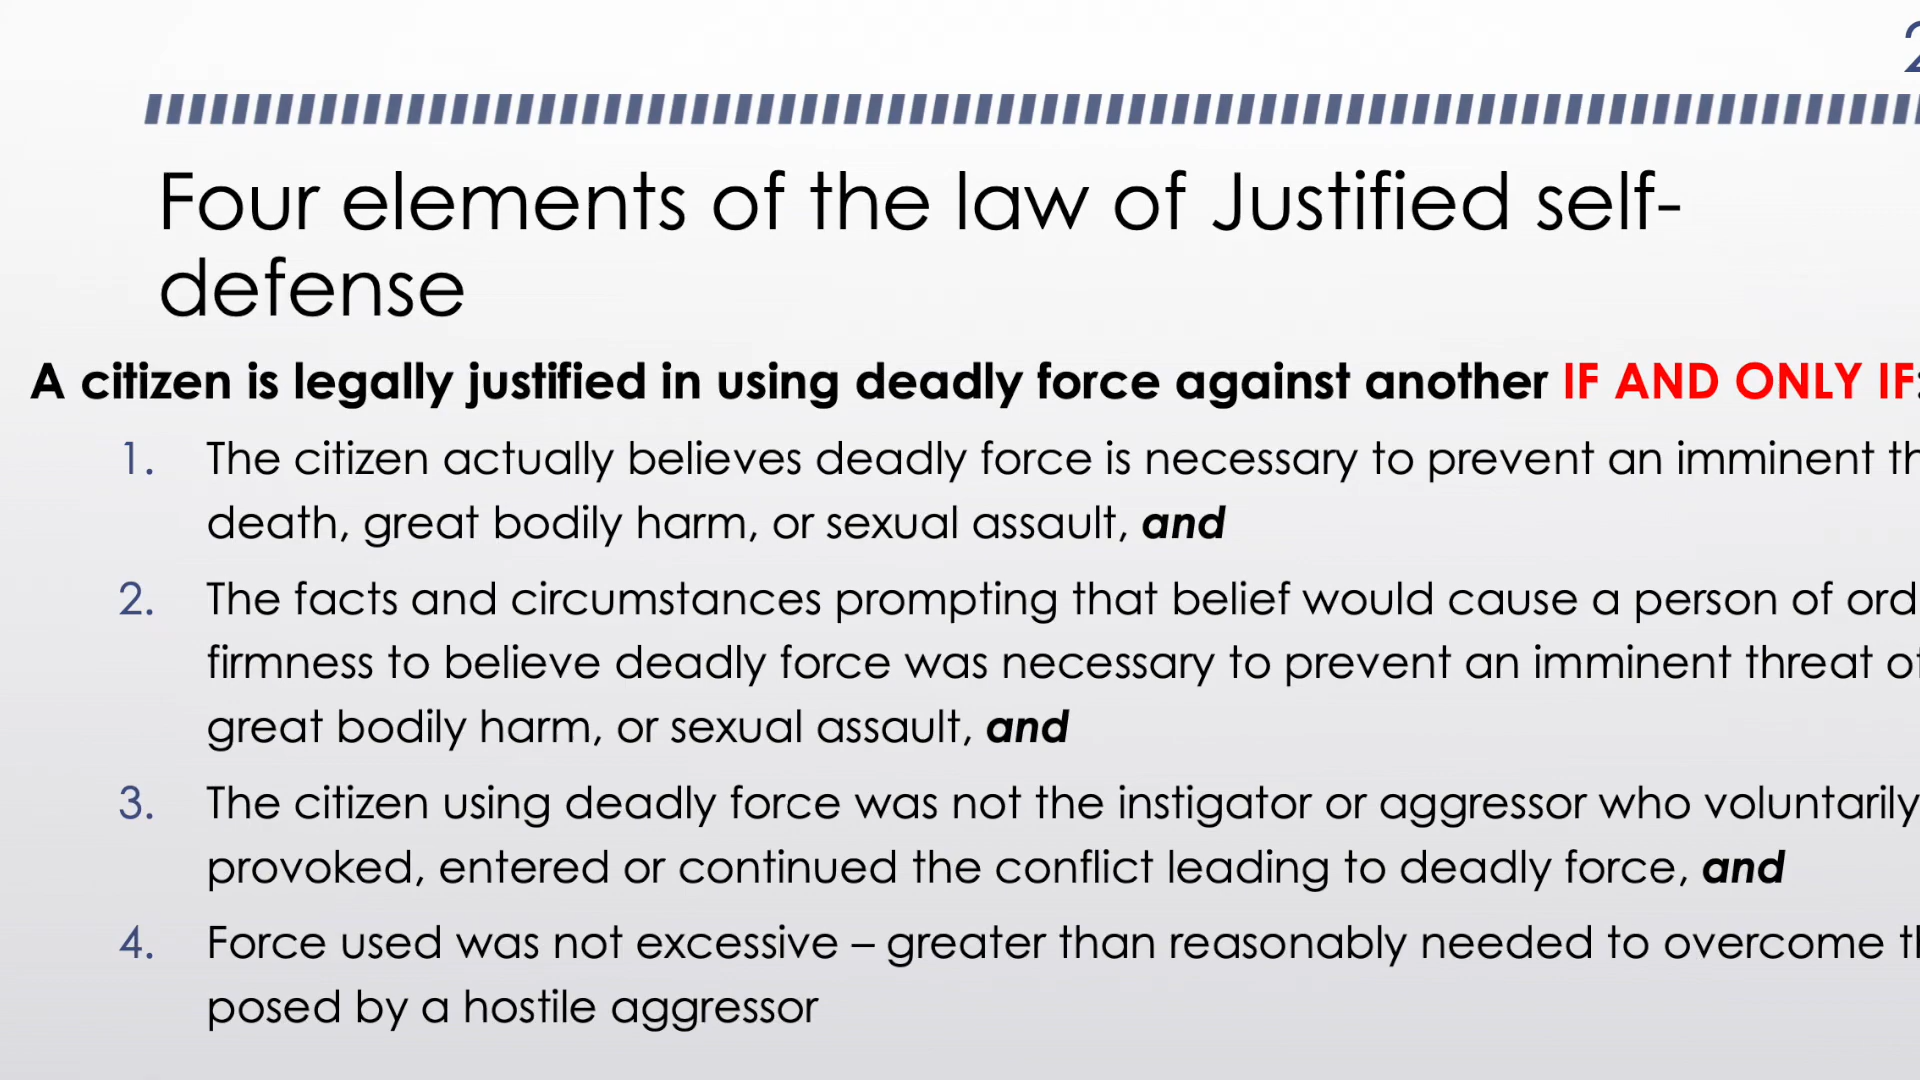 Four elements of the law of Justified self-
defense
A citizen is legally justified in using deadly force against another IF AND ONLY IF:
1. The citizen actually believes deadly force is necessary to prevent an imminent
death, great bodily harm, or sexual assault, and
2. The facts and circumstances prompting that belief would cause a person of
firmness to believe deadly force was necessary to prevent an imminent threat of
great bodily harm, or sexual assault, and
3. The citizen using deadly force was not the instigator or aggressor who voluntarily
provoked, entered or continued the conflict leading to deadly force, and
4. Force used was not excessive – greater than reasonably needed to overcome
posed by a hostile aggressor